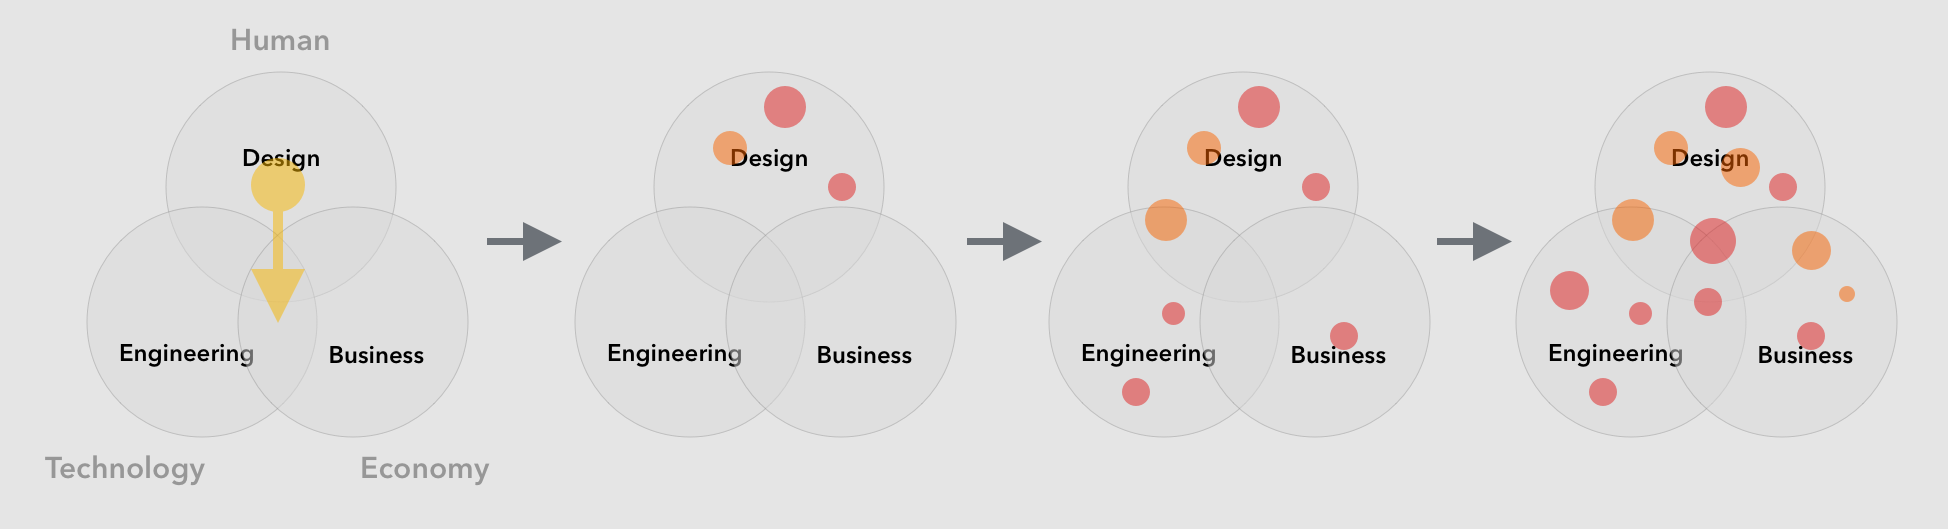 Human
Design
Engineering
Business
Technology
Economy
Design
Engineering
Business
Design
Engineering
Business
Design
Engineering
Business